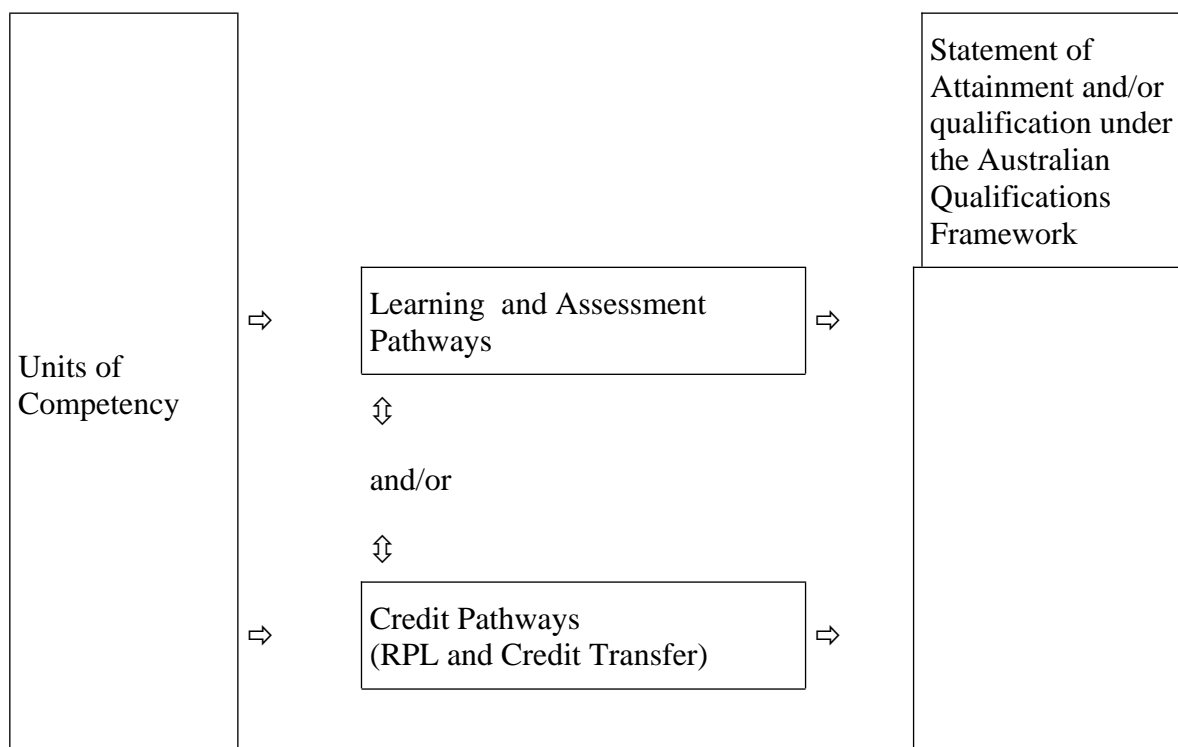 Statement of
Attainment and/or
qualification under
the Australian
Qualifications
Framework
⇨
Learning and Assessment
Pathways
⇨
Units of
Competency
⇳
and/or
⇳
⇨
Credit Pathways
(RPL and Credit Transfer)
⇨